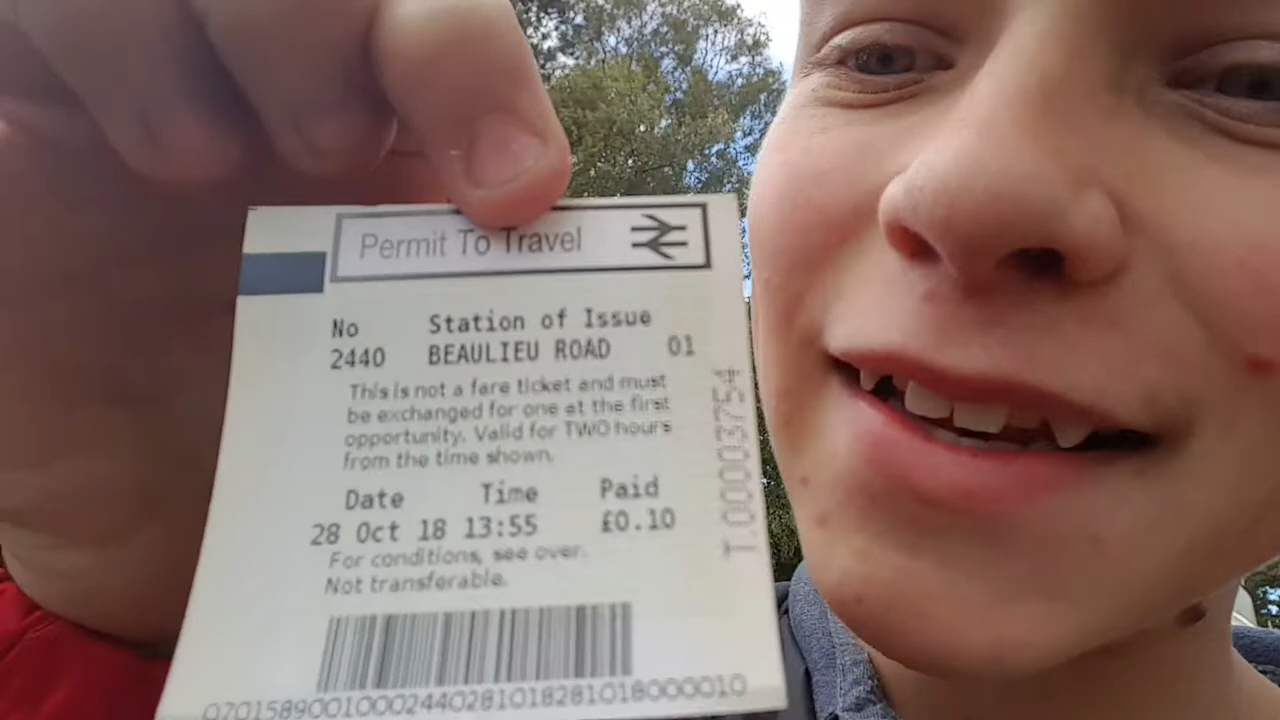 Permit To Travel
No Station of Issue
2440 BEAULIEU ROAD 01
This is not a fare ticket and must
be exchanged for one at the first
opportunity. Valid for TWO hours
from the time shown.
Date Time Paid
28 Oct 18 13:55 £0.10
For conditions, see over.
Not transferable.
070158900100024402810182810180000010
T.00003754